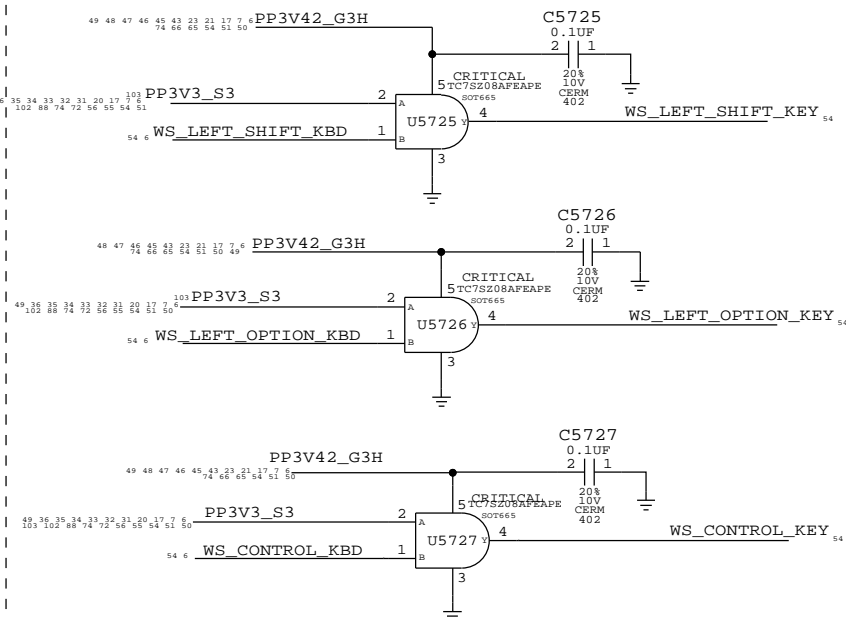 49 48 47 46 45 43 23 21 17 7 6 PP3V42_G3H
74 66 65 54 51 50
C5725
0.1UF
2 1
20%
10V
CERM
402
CRITICAL
5 TC7SZ08AFEAPE
SOT665
103 PP3V3_S3 2 A
35 34 33 32 31 20 17 7 6
102 88 74 72 56 55 54 51
U5725 Y 4 WS_LEFT_SHIFT_KEY 54
54 6 WS_LEFT_SHIFT_KBD 1 B
3
48 47 46 45 43 23 21 17 7 6 PP3V42_G3H
74 66 65 54 51 50 49
C5726
0.1UF
2 1
20%
10V
CERM
402
CRITICAL
5 TC7SZ08AFEAPE
SOT665
103 PP3V3_S3 2 A
49 36 35 34 33 32 31 20 17 7 6
102 88 74 72 56 55 54 51 50
U5726 Y 4 WS_LEFT_OPTION_KEY 54
54 6 WS_LEFT_OPTION_KBD 1 B
3
PP3V42_G3H
49 48 47 46 45 43 23 21 17 7 6
74 66 65 54 51 50
C5727
0.1UF
2 1
20%
10V
CERM
402
CRITICAL
5 TC7SZ08AFEAPE
SOT665
49 36 35 34 33 32 31 20 17 7 6 PP3V3_S3 2 A
103 102 88 74 72 56 55 54 51 50
U5727 Y 4 WS_CONTROL_KEY 54
54 6 WS_CONTROL_KBD 1 B
3